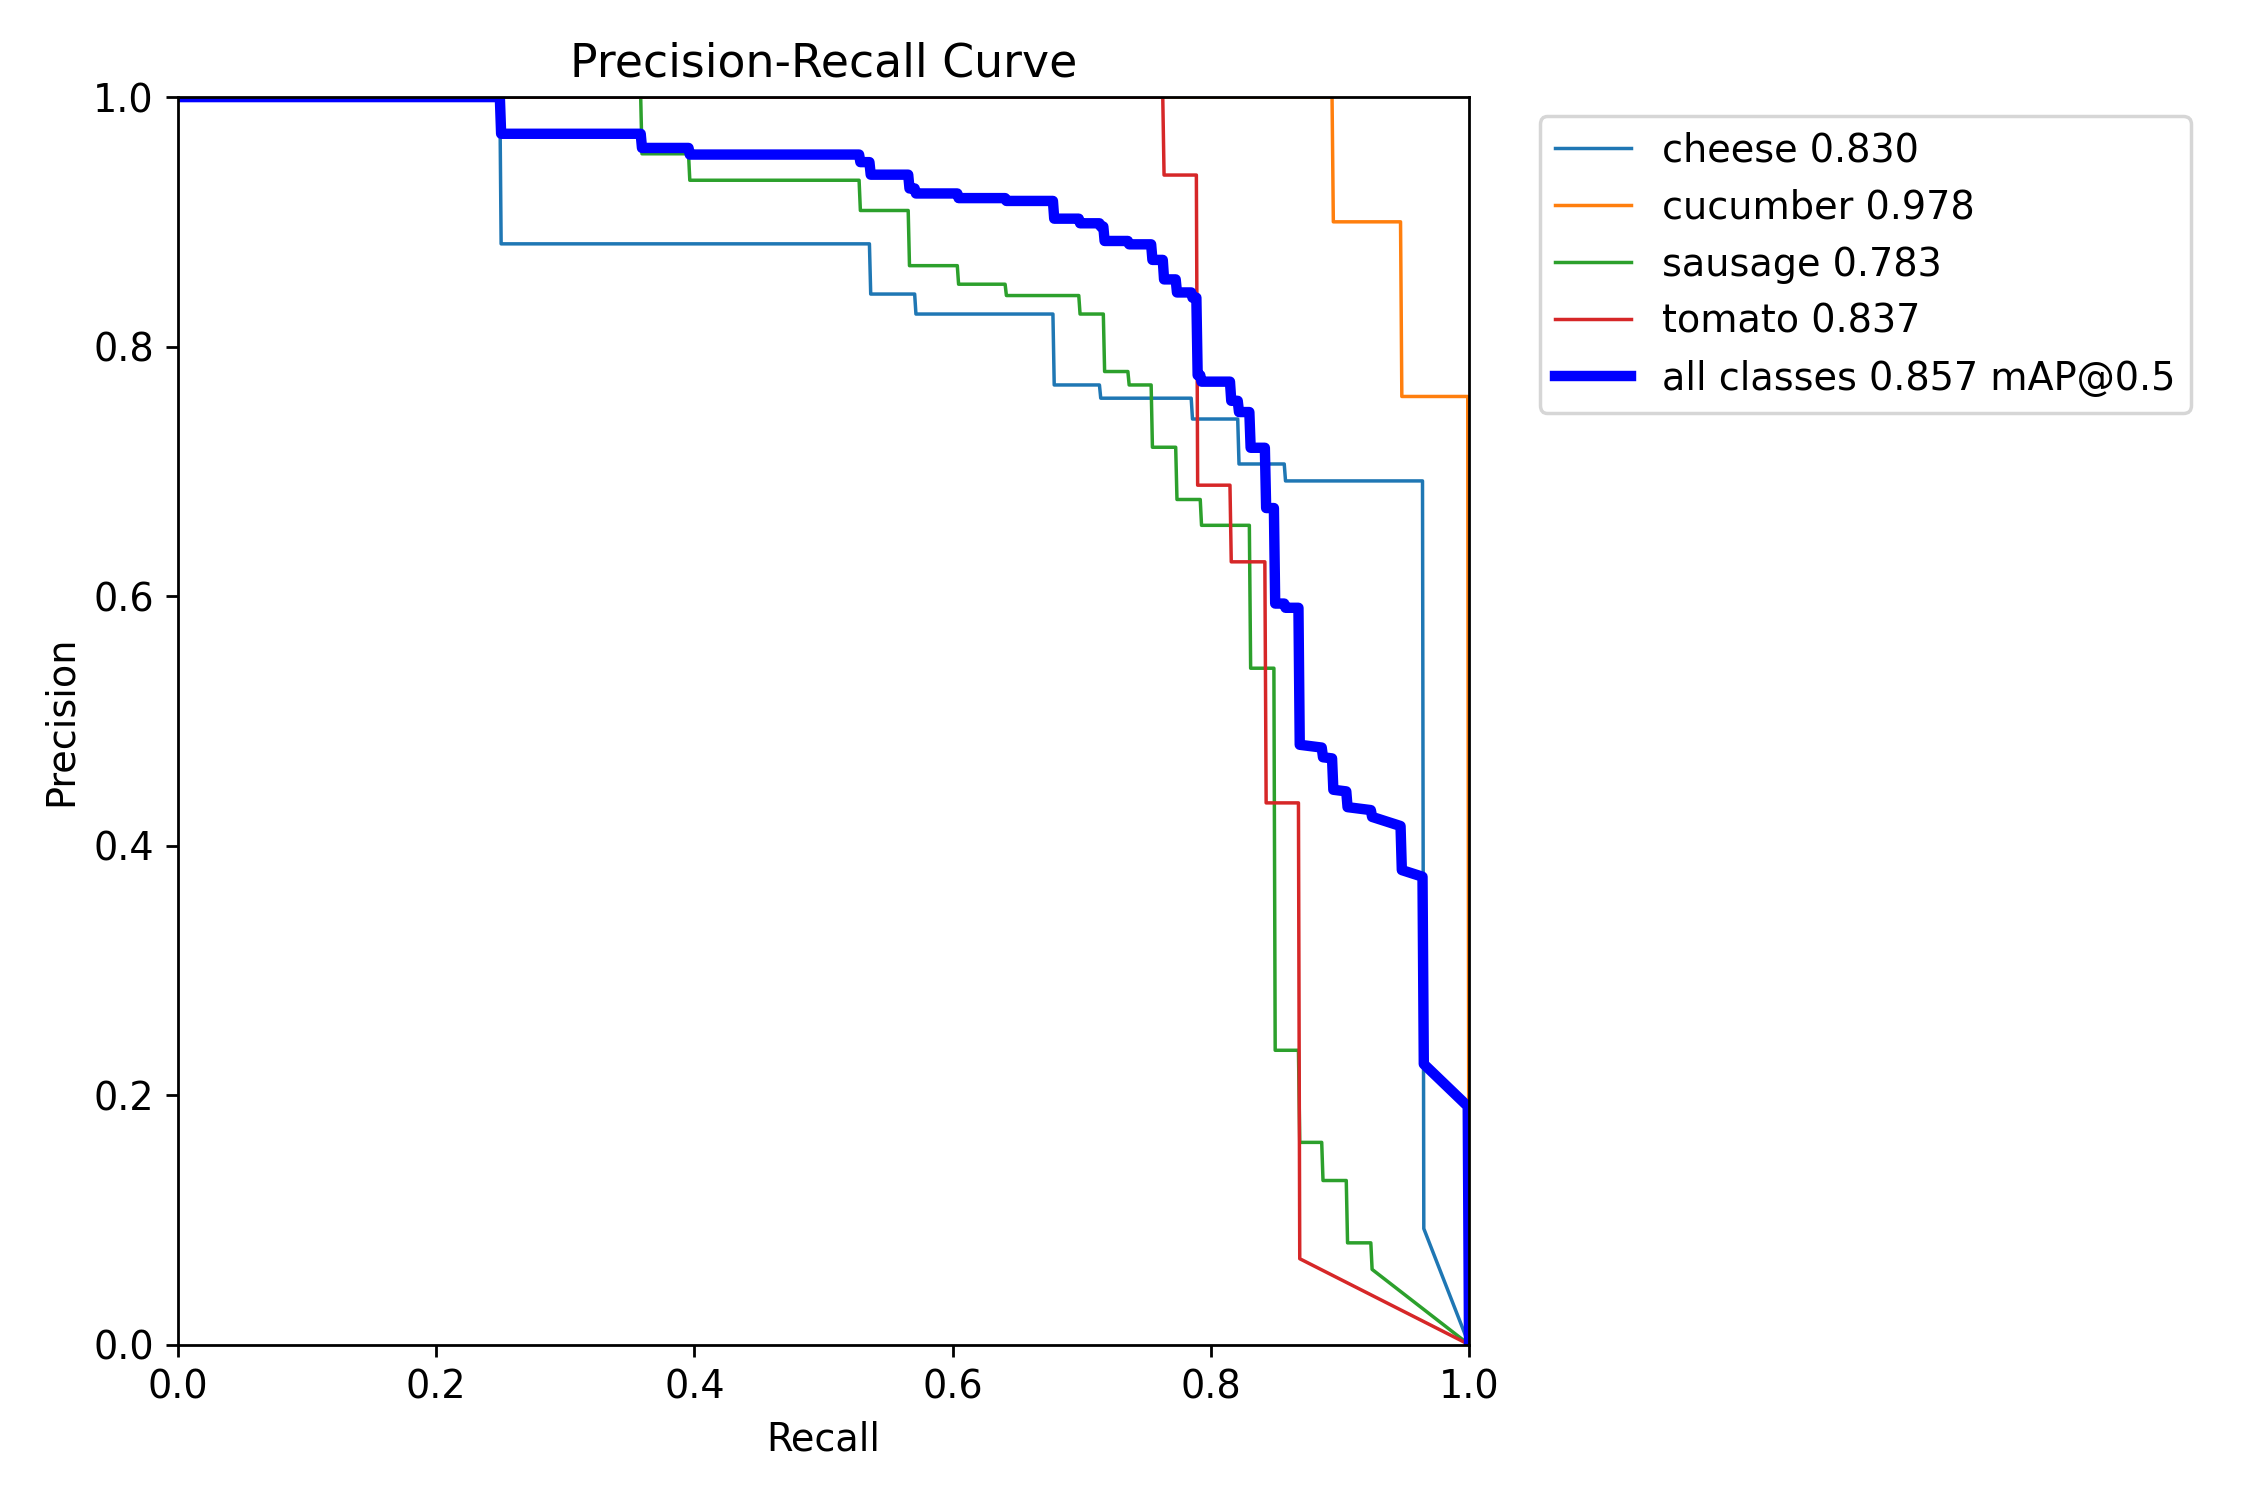 Precision-Recall Curve
1.0
0.8
0.6
0.4
0.2
0.0
Precision
0.0 0.2 0.4 0.6 0.8 1.0
Recall
cheese 0.830
cucumber 0.978
sausage 0.783
tomato 0.837
all classes 0.857 mAP@0.5